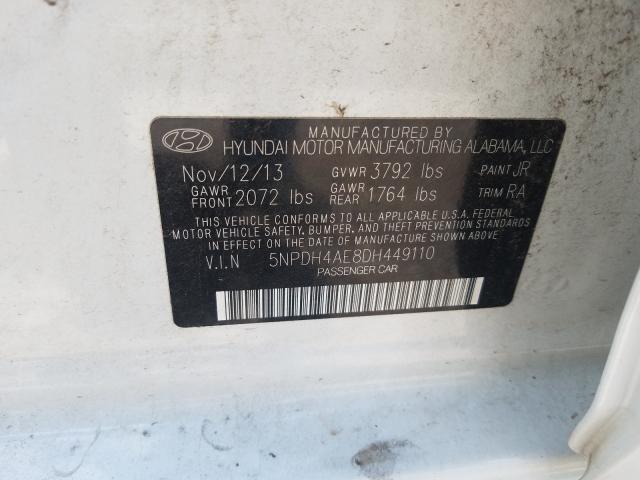 MANUFACTURED BY
HYUNDAI MOTOR MANUFACTURING ALABAMA, LLC
Nov/12/13 GVWR 3792 lbs PAINT JR
GAWR FRONT 2072 lbs GAWR REAR 1764 lbs TRIM RA
THIS VEHICLE CONFORMS TO ALL APPLICABLE U.S.A. FEDERAL
MOTOR VEHICLE SAFETY, BUMPER, AND THEFT PREVENTION STANDARDS
IN EFFECT ON THE DATE OF MANUFACTURE SHOWN ABOVE.
V.I.N 5NPDH4AE8DH449110
PASSENGER CAR